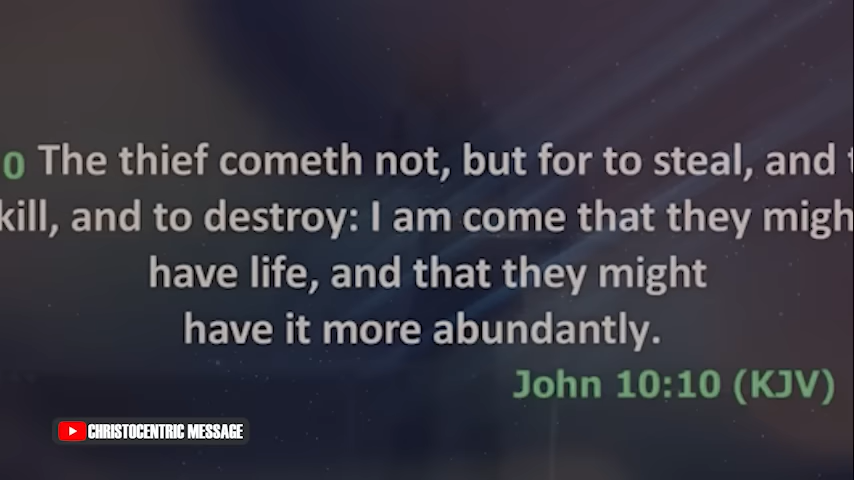 0 The thief cometh not, but for to steal, and t
kill, and to destroy: I am come that they migh
have life, and that they might
have it more abundantly.
John 10:10 (KJV)
CHRISTOCENTRIC MESSAGE